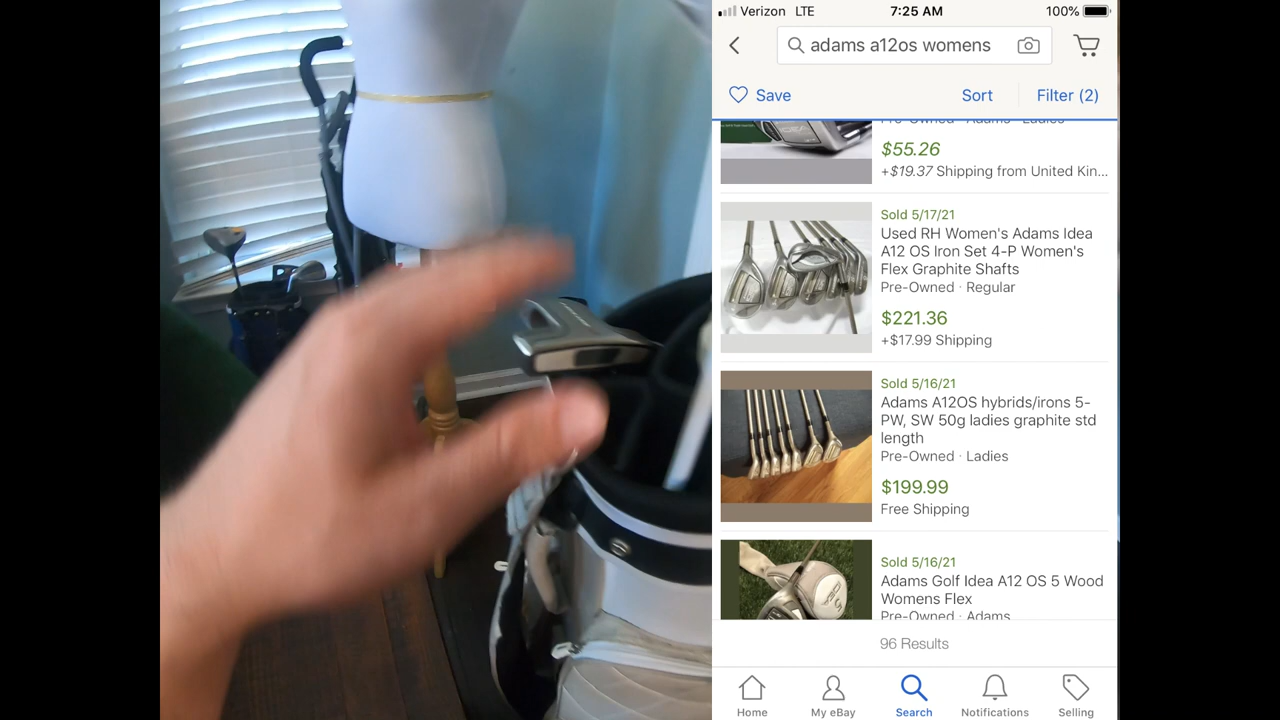 Verizon LTE 7:25 AM 100%
adams a12os womens
Save Sort Filter (2)
Pre-Owned · Adams · Ladies
$55.26
+$19.37 Shipping from United Kin...
Sold 5/17/21
Used RH Women's Adams Idea
A12 OS Iron Set 4-P Women's
Flex Graphite Shafts
Pre-Owned · Regular
$221.36
+$17.99 Shipping
Sold 5/16/21
Adams A12OS hybrids/irons 5-
PW, SW 50g ladies graphite std
length
Pre-Owned · Ladies
$199.99
Free Shipping
Sold 5/16/21
Adams Golf Idea A12 OS 5 Wood
Womens Flex
Pre-Owned · Adams
96 Results
Home My eBay Search Notifications Selling